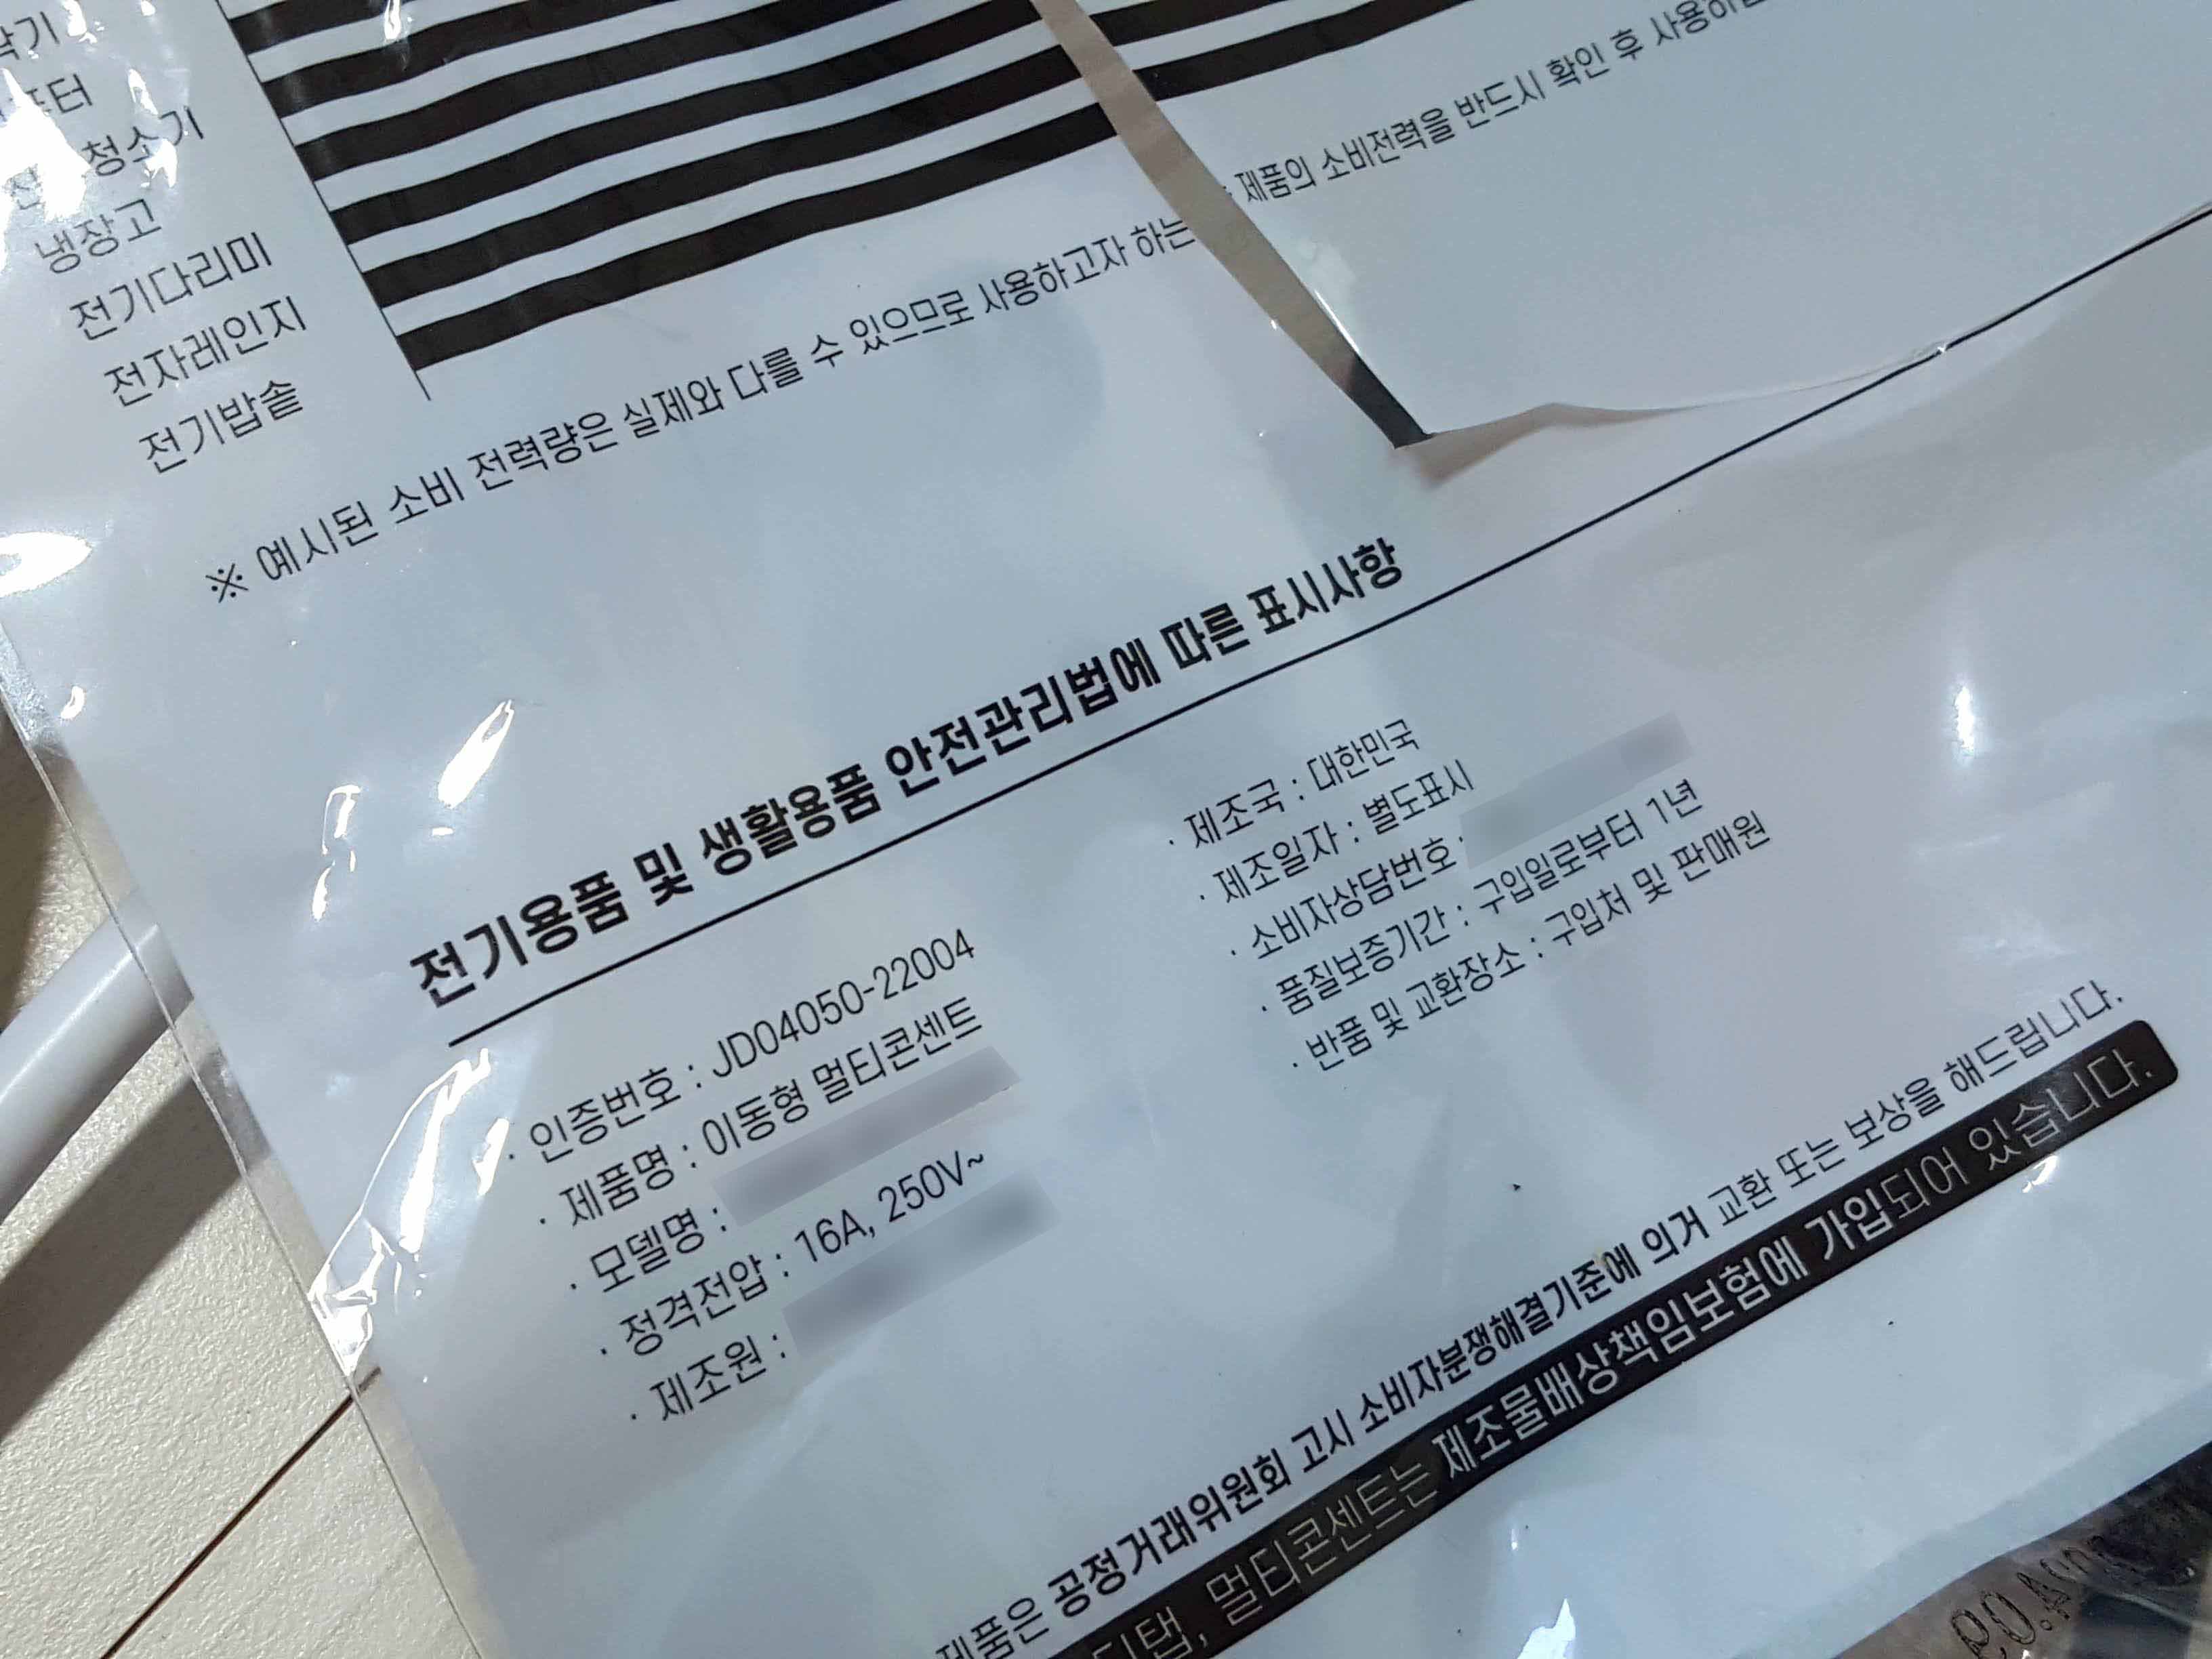 청소기
냉장고
전기다리미
전자레인지
전기밥솥
※ 예시된 소비 전력량은 실제와 다를 수 있으므로 사용하고자 하는 제품의 소비전력을 반드시 확인 후
전기용품 및 생활용품 안전관리법에 따른 표시사항
· 인증번호 : JD04050-22004
· 제품명 : 이동형 멀티콘센트
· 모델명 :
· 정격전압 : 16A, 250V~
· 제조원 :
· 제조국 : 대한민국
· 제조일자 : 별도표시
· 소비자상담번호
· 품질보증기간 : 구입일로부터 1년
· 반품 및 교환장소 : 구입처 및 판매원
제품은 공정거래위원회 고시 소비자분쟁해결기준에 의거 교환 또는 보상을 해드립니다.
멀티콘센트는 제조물배상책임보험에 가입되어 있습니다.